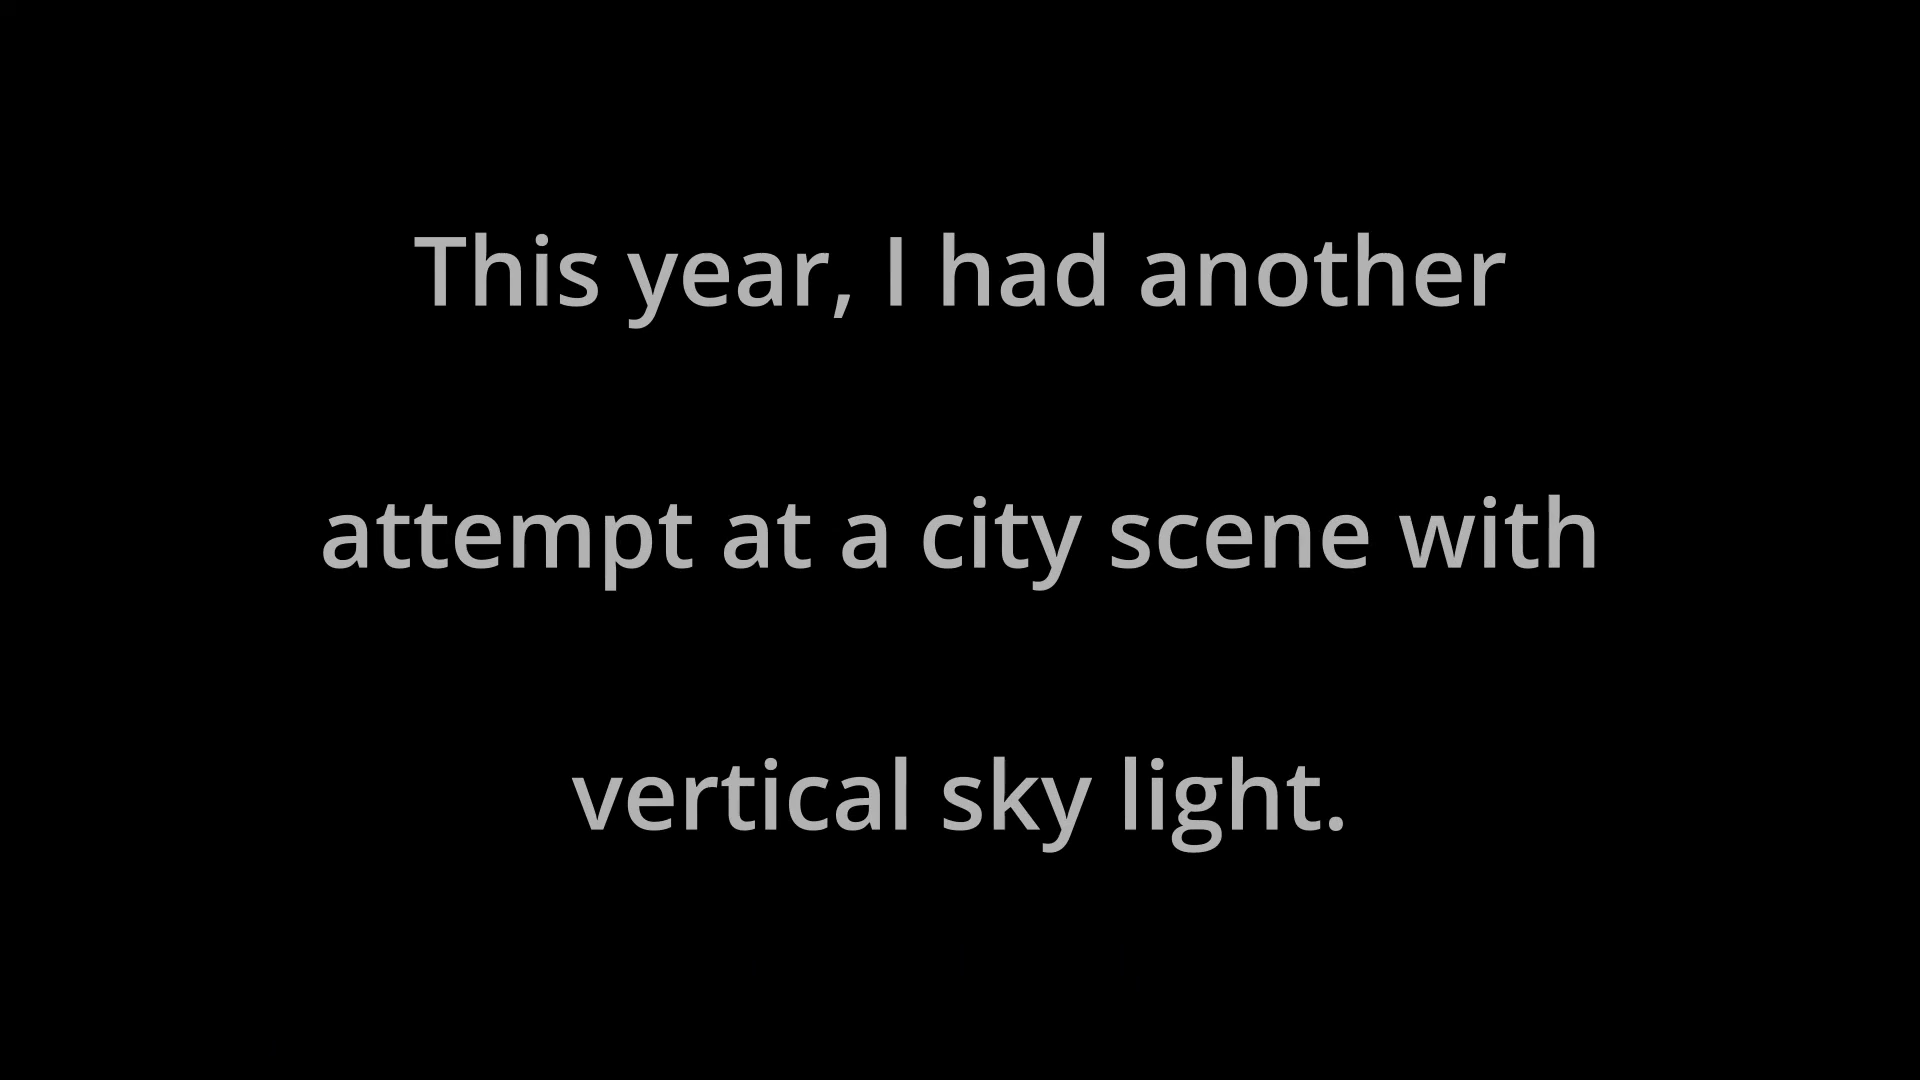 This year, I had another
attempt at a city scene with
vertical sky light.